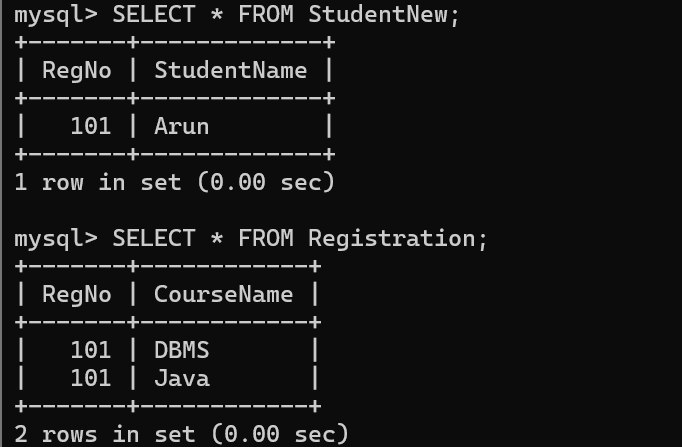 mysql> SELECT * FROM StudentNew;
+-------+-------------+
| RegNo | StudentName |
+-------+-------------+
|   101 | Arun        |
+-------+-------------+
1 row in set (0.00 sec)

mysql> SELECT * FROM Registration;
+-------+------------+
| RegNo | CourseName |
+-------+------------+
|   101 | DBMS       |
|   101 | Java       |
+-------+------------+
2 rows in set (0.00 sec)